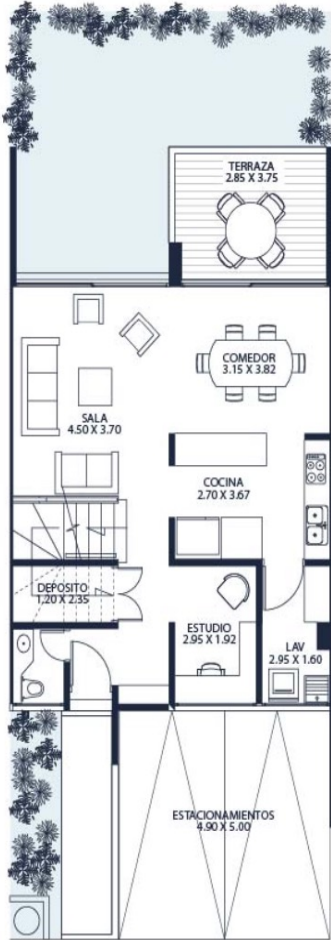 TERRAZA
2.85 X 3.75
COMEDOR
3.15 X 3.82
SALA
4.50 X 3.70
COCINA
2.70 X 3.67
DEPOSITO
1.20 X 2.35
ESTUDIO
2.95 X 1.92
LAV
2.95 X 1.60
ESTACIONAMIENTOS
4.90 X 5.00